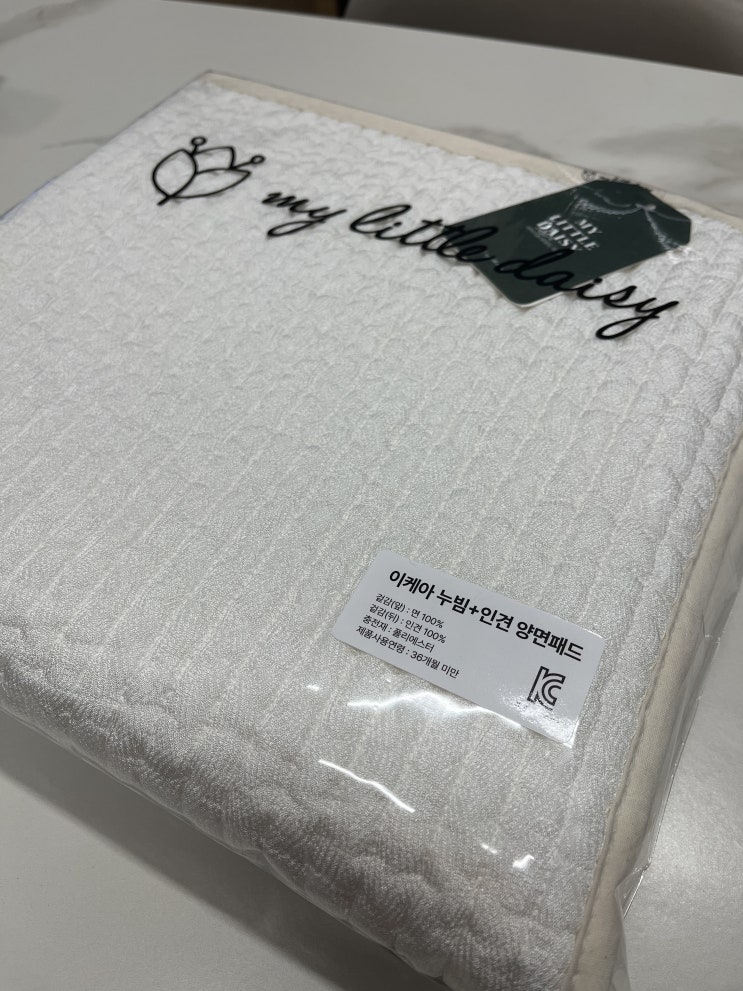 my little daisy
MY
LITTLE
DAISY
이케아 누빔+인견 양면패드
겉감(앞) : 면 100%
겉감(뒤) : 인견 100%
충전재 : 폴리에스터
제품사용연령 : 36개월 미만